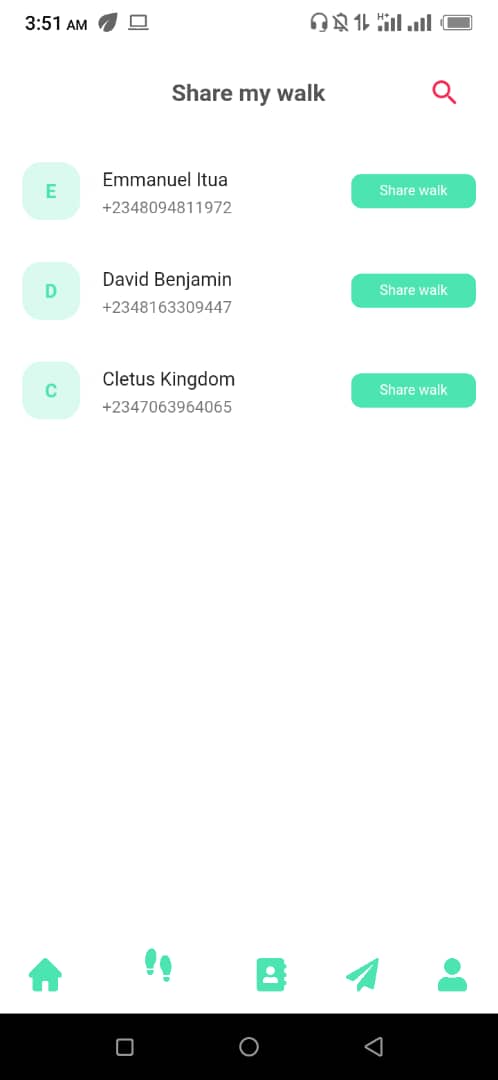 3:51 AM
H+
Share my walk
E
Emmanuel Itua
+2348094811972
Share walk
D
David Benjamin
+2348163309447
Share walk
C
Cletus Kingdom
+2347063964065
Share walk